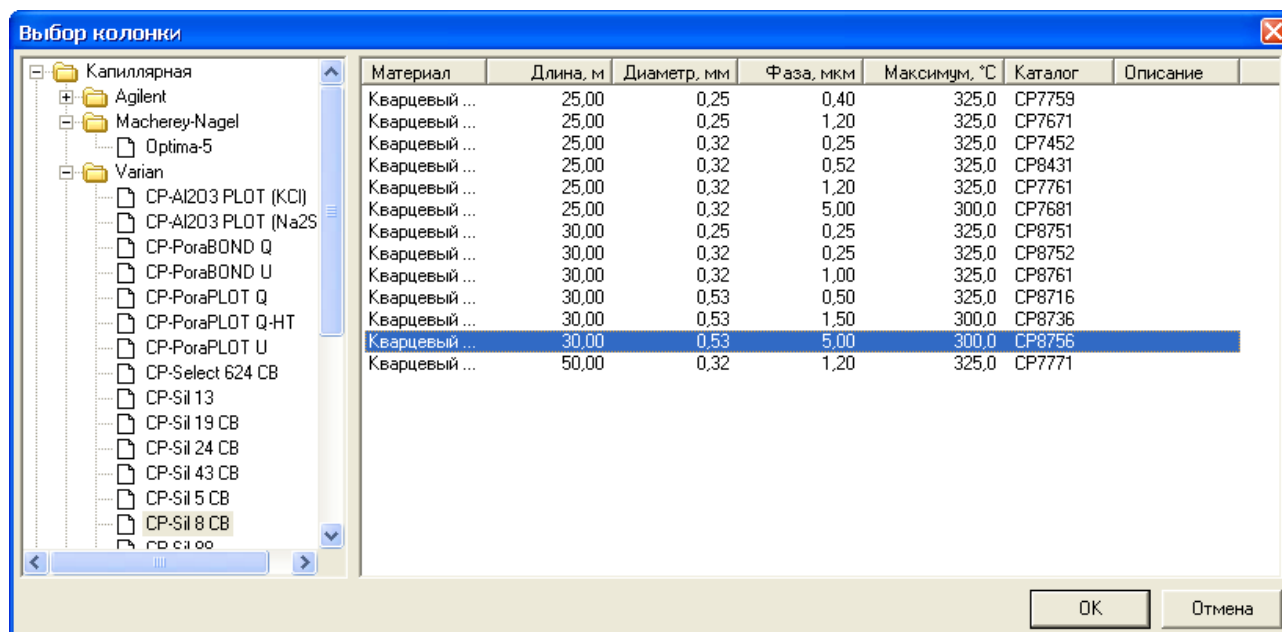 Выбор колонки
Капиллярная
Agilent
Macherey-Nagel
Optima-5
Varian
CP-Al2O3 PLOT (KCl)
CP-Al2O3 PLOT (Na2S
CP-PoraBOND Q
CP-PoraBOND U
CP-PoraPLOT Q
CP-PoraPLOT Q-HT
CP-PoraPLOT U
CP-Select 624 CB
CP-Sil 13
CP-Sil 19 CB
CP-Sil 24 CB
CP-Sil 43 CB
CP-Sil 5 CB
CP-Sil 8 CB
CP-Sil 88
Материал Длина, м Диаметр, мм Фаза, мкм Максимум, °C Каталог Описание
Кварцевый ... 25,00 0,25 0,40 325,0 CP7759
Кварцевый ... 25,00 0,25 1,20 325,0 CP7671
Кварцевый ... 25,00 0,32 0,25 325,0 CP7452
Кварцевый ... 25,00 0,32 0,52 325,0 CP8431
Кварцевый ... 25,00 0,32 1,20 325,0 CP7761
Кварцевый ... 25,00 0,32 5,00 300,0 CP7681
Кварцевый ... 30,00 0,25 0,25 325,0 CP8751
Кварцевый ... 30,00 0,32 0,25 325,0 CP8752
Кварцевый ... 30,00 0,32 1,00 325,0 CP8761
Кварцевый ... 30,00 0,53 0,50 325,0 CP8716
Кварцевый ... 30,00 0,53 1,50 300,0 CP8736
Кварцевый ... 30,00 0,53 5,00 300,0 CP8756
Кварцевый ... 50,00 0,32 1,20 325,0 CP7771
OK
Отмена